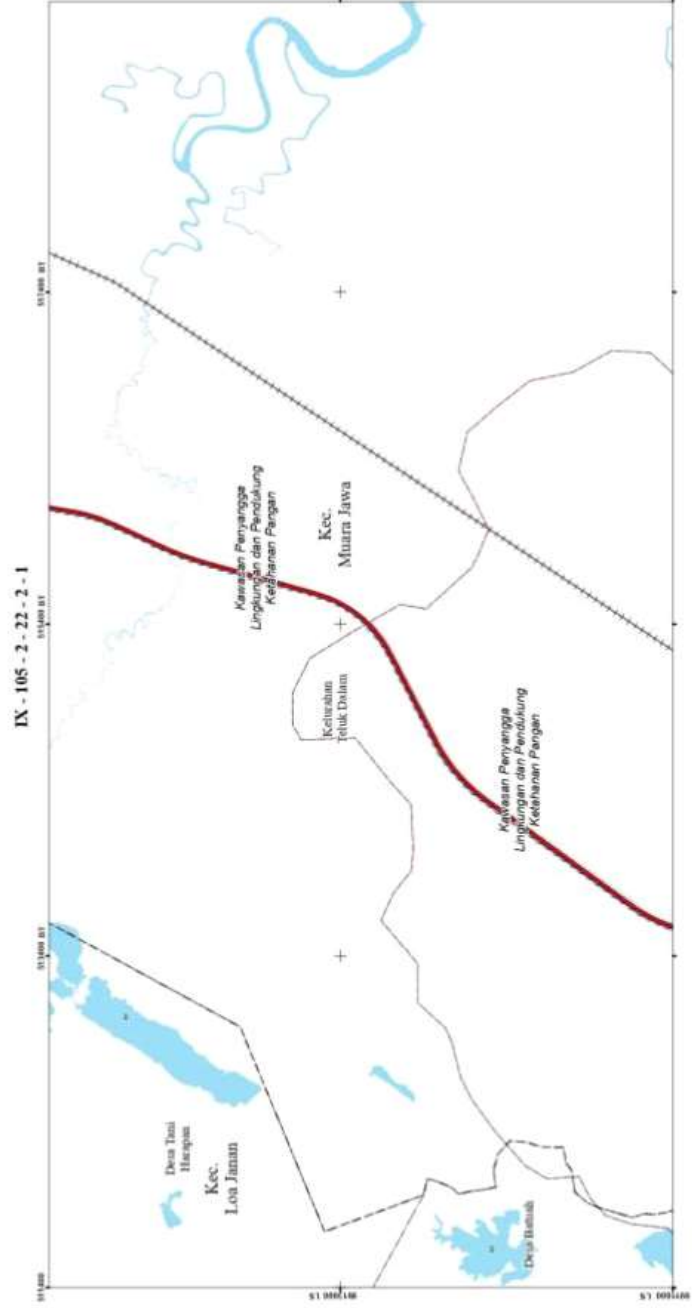 IX - 105 - 2 - 22 - 2 - 1
Desa Tani
Harapan
Kec.
Loa Janan
Desa Batuah
Kelurahan
Teluk Dalam
Kec.
Muara Jawa
Kawasan Penyangga
Lingkungan dan Pendukung
Ketahanan Pangan
Kawasan Penyangga
Lingkungan dan Pendukung
Ketahanan Pangan